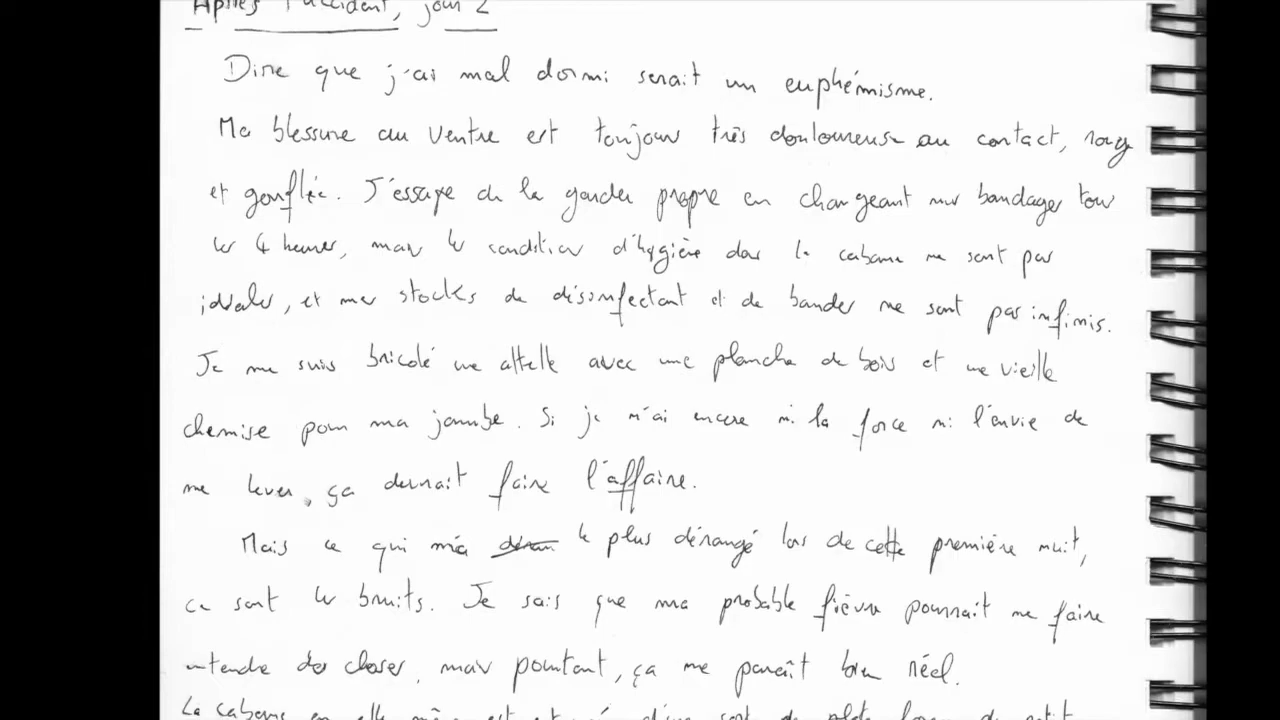 Après l'accident, jour 2
Dire que j'ai mal dormi serait un euphémisme.
Ma blessure au ventre est toujours très douloureuse au contact, rouge
et gonflée. J'essaye de la garder propre en changeant mes bandages tous
les 4 heures, mais les conditions d'hygiène dans la cabane ne sont pas
idéales, et mes stocks de désinfectant et de bandes ne sont pas infinis.
Je me suis bricolé une attelle avec une planche de bois et une vieille
chemise pour ma jambe. Si je n'ai encore ni la force ni l'envie de
me lever, ça devrait faire l'affaire.
Mais ce qui m'a le plus dérangé lors de cette première nuit,
ce sont les bruits. Je sais que ma probable fièvre pourrait me faire
entendre des choses, mais pourtant, ça me paraît bien réel.
La cabane en elle même est